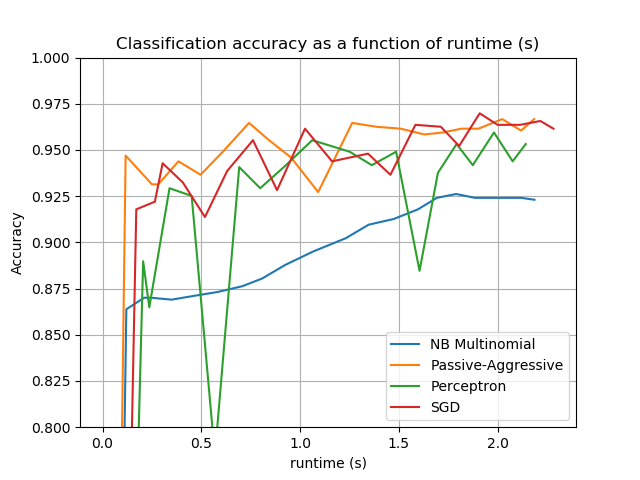 Classification accuracy as a function of runtime (s)
1.000
0.975
0.950
0.925
0.900
0.875
0.850
0.825
0.800
Accuracy
0.0 0.5 1.0 1.5 2.0
runtime (s)
NB Multinomial
Passive-Aggressive
Perceptron
SGD